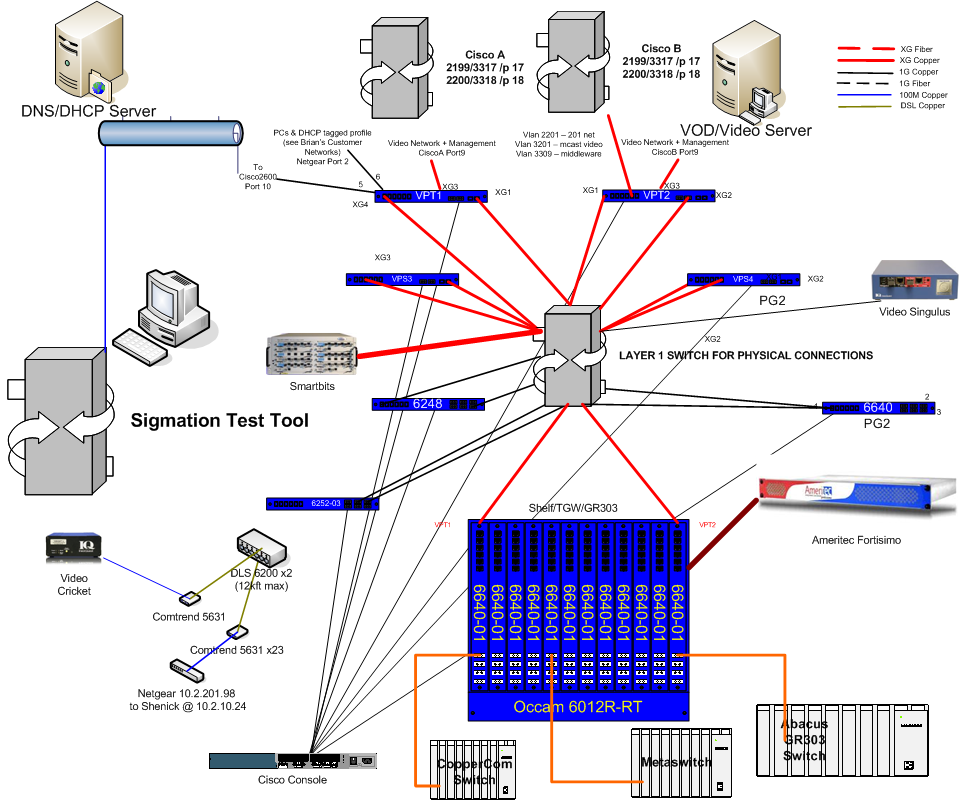 DNS/DHCP Server
Cisco A
2199/3317 /p 17
2200/3318 /p 18
Cisco B
2199/3317 /p 17
2200/3318 /p 18
VOD/Video Server
XG Fiber
XG Copper
1G Copper
1G Fiber
100M Copper
DSL Copper
PCs & DHCP tagged profile
(see Brian's Customer
Networks)
Netgear Port 2
Video Network + Management
CiscoA Port9
Vlan 2201 – 201 net
Vlan 3201 – mcast video
Vlan 3309 – middleware
Video Network + Management
CiscoB Port9
To
Cisco2600
Port 10
5
6
XG4
VPT1
XG3
XG1
XG1
VPT2
XG3
XG2
XG3
VPS3
VPS4
XG2
PG2
Video Singulus
XG2
LAYER 1 SWITCH FOR PHYSICAL CONNECTIONS
Smartbits
Sigmation Test Tool
6248
1
6640
2
3
PG2
6252-03
Shelf/TGW/GR303
VPT1
VPT2
Ameritec
Ameritec Fortisimo
IQ
Video
Cricket
DLS 6200 x2
(12kft max)
Comtrend 5631
Comtrend 5631 x23
Netgear 10.2.201.98
to Shenick @ 10.2.10.24
6640-01
6640-01
6640-01
6640-01
6640-01
6640-01
6640-01
6640-01
6640-01
6640-01
6640-01
6640-01
Occam 6012R-RT
Cisco Console
CopperCom
Switch
Metaswitch
Abacus
GR303
Switch